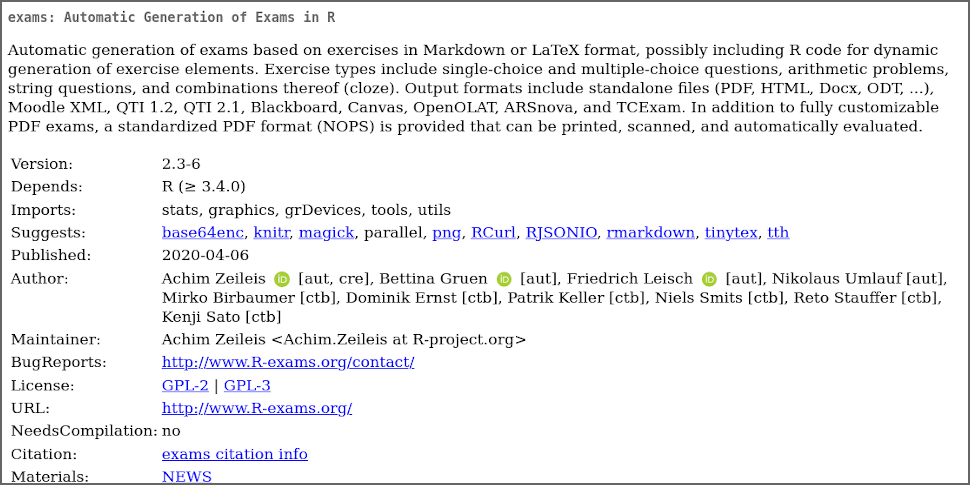 exams: Automatic Generation of Exams in R
Automatic generation of exams based on exercises in Markdown or LaTeX format, possibly including R code for dynamic
generation of exercise elements. Exercise types include single-choice and multiple-choice questions, arithmetic problems,
string questions, and combinations thereof (cloze). Output formats include standalone files (PDF, HTML, Docx, ODT, ...),
Moodle XML, QTI 1.2, QTI 2.1, Blackboard, Canvas, OpenOLAT, ARSnova, and TCExam. In addition to fully customizable
PDF exams, a standardized PDF format (NOPS) is provided that can be printed, scanned, and automatically evaluated.
Version: 2.3-6
Depends: R (≥ 3.4.0)
Imports: stats, graphics, grDevices, tools, utils
Suggests: base64enc, knitr, magick, parallel, png, RCurl, RJSONIO, rmarkdown, tinytex, tth
Published: 2020-04-06
Author: Achim Zeileis iD [aut, cre], Bettina Gruen iD [aut], Friedrich Leisch iD [aut], Nikolaus Umlauf [aut],
Mirko Birbaumer [ctb], Dominik Ernst [ctb], Patrik Keller [ctb], Niels Smits [ctb], Reto Stauffer [ctb],
Kenji Sato [ctb]
Maintainer: Achim Zeileis <Achim.Zeileis at R-project.org>
BugReports: http://www.R-exams.org/contact/
License: GPL-2 | GPL-3
URL: http://www.R-exams.org/
NeedsCompilation: no
Citation: exams citation info
Materials: NEWS